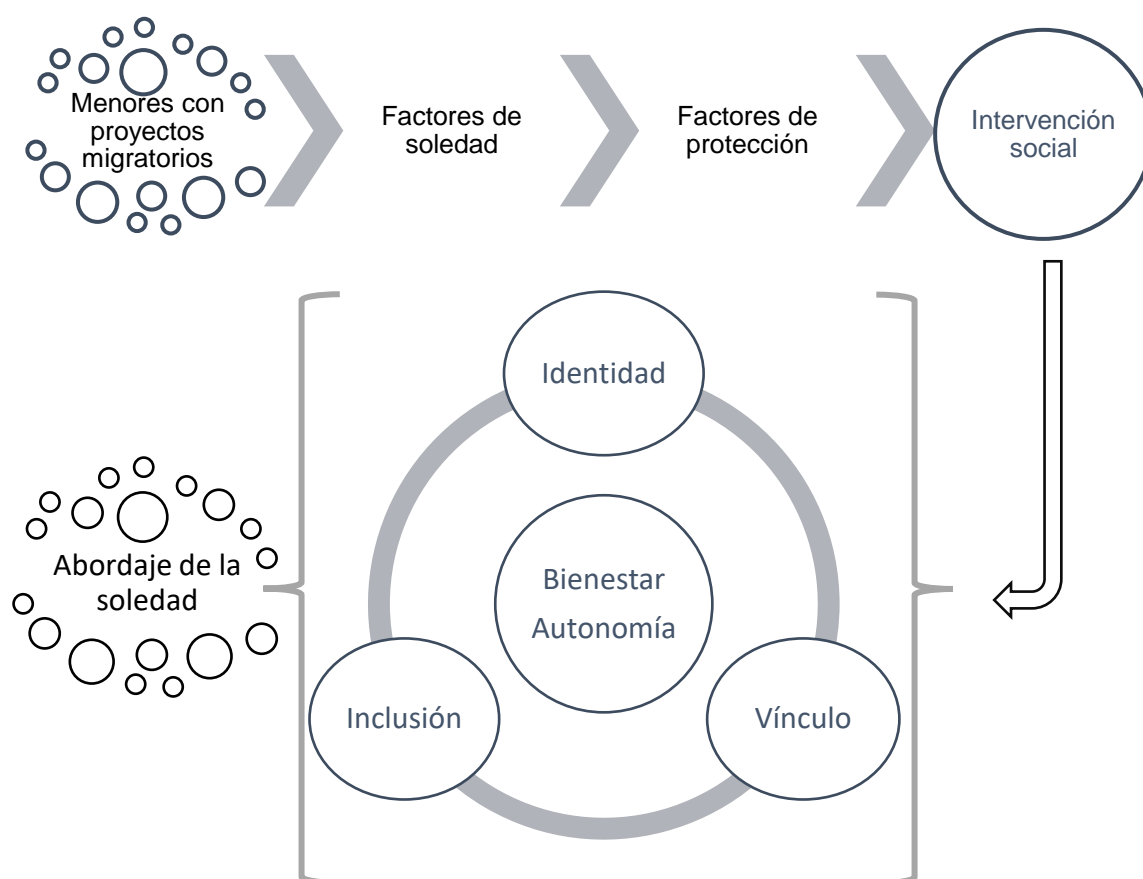 Menores con
proyectos
migratorios
Factores de
soledad
Factores de
protección
Intervención
social
Identidad
Abordaje de la
soledad
Bienestar
Autonomía
Inclusión
Vínculo